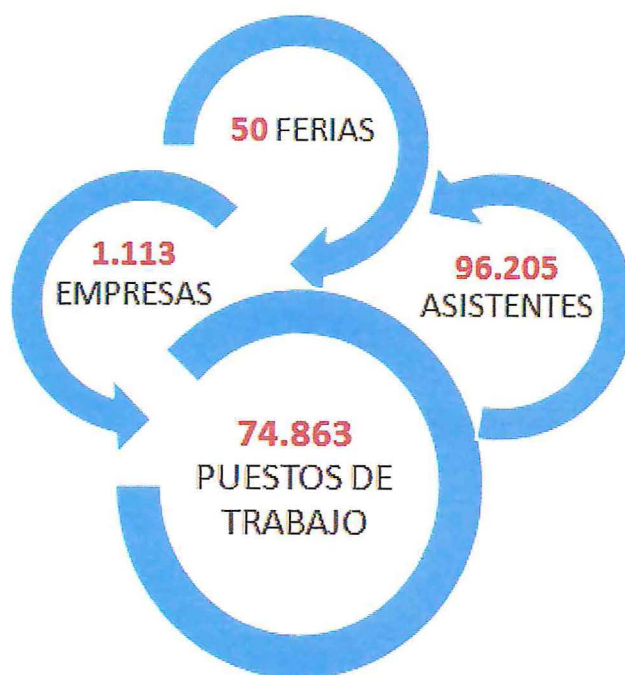 50 FERIAS
1.113
EMPRESAS
96.205
ASISTENTES
74.863
PUESTOS DE
TRABAJO